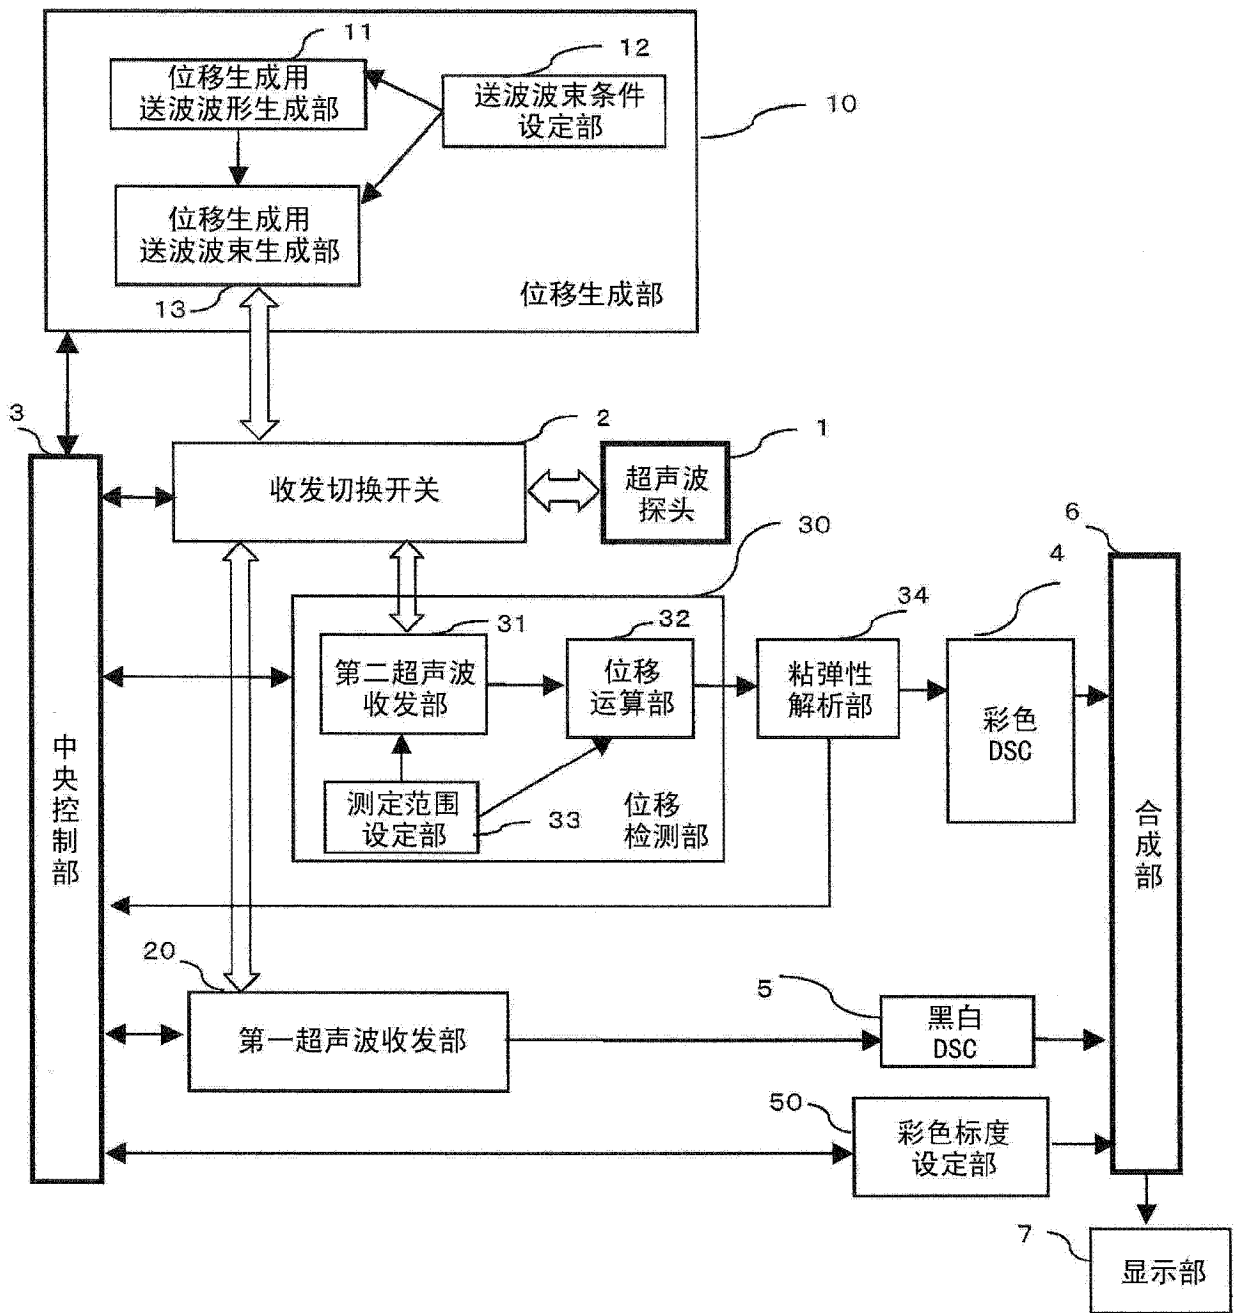 11
12
位移生成用
送波波形生成部
送波波束条件
设定部
10
位移生成用
送波波束生成部
13
位移生成部
3
2
1
收发切换开关
超声波
探头
30
6
4
31
32
34
第二超声波
收发部
位移
运算部
粘弹性
解析部
彩色
DSC
中央控制部
测定范围
设定部
33
位移
检测部
合成部
20
5
第一超声波收发部
黑白
DSC
50
彩色标度
设定部
7
显示部